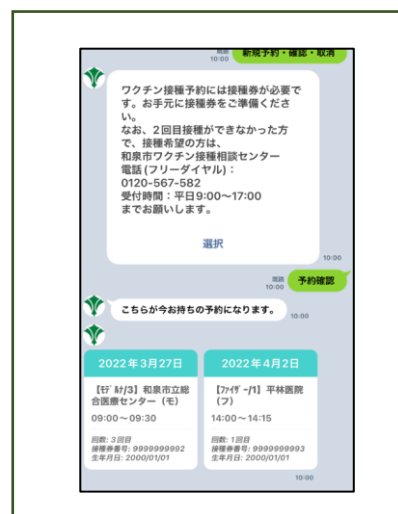 新規予約・確認・取消
既読
10:00
ワクチン接種予約には接種券が必要で
す。お手元に接種券をご準備くださ
い。
なお、2回目接種ができなかった方
で、接種希望の方は、
和泉市ワクチン接種相談センター
電話(フリーダイヤル)：
0120-567-582
受付時間：平日9:00〜17:00
までお願いします。
選択
10:00
既読
10:00
予約確認
こちらが今お持ちの予約になります。
10:00
2022年3月27日
【ﾓﾃﾞﾙﾅ/3】和泉市立総
合医療センター（モ）
09:00〜09:30
回数: 3回目
接種券番号: 9999999992
生年月日: 2000/01/01
2022年4月2日
【ﾌｧｲｻﾞｰ/1】平林医院
（フ）
14:00〜14:15
回数: 1回目
接種券番号: 9999999993
生年月日: 2000/01/01
10:00